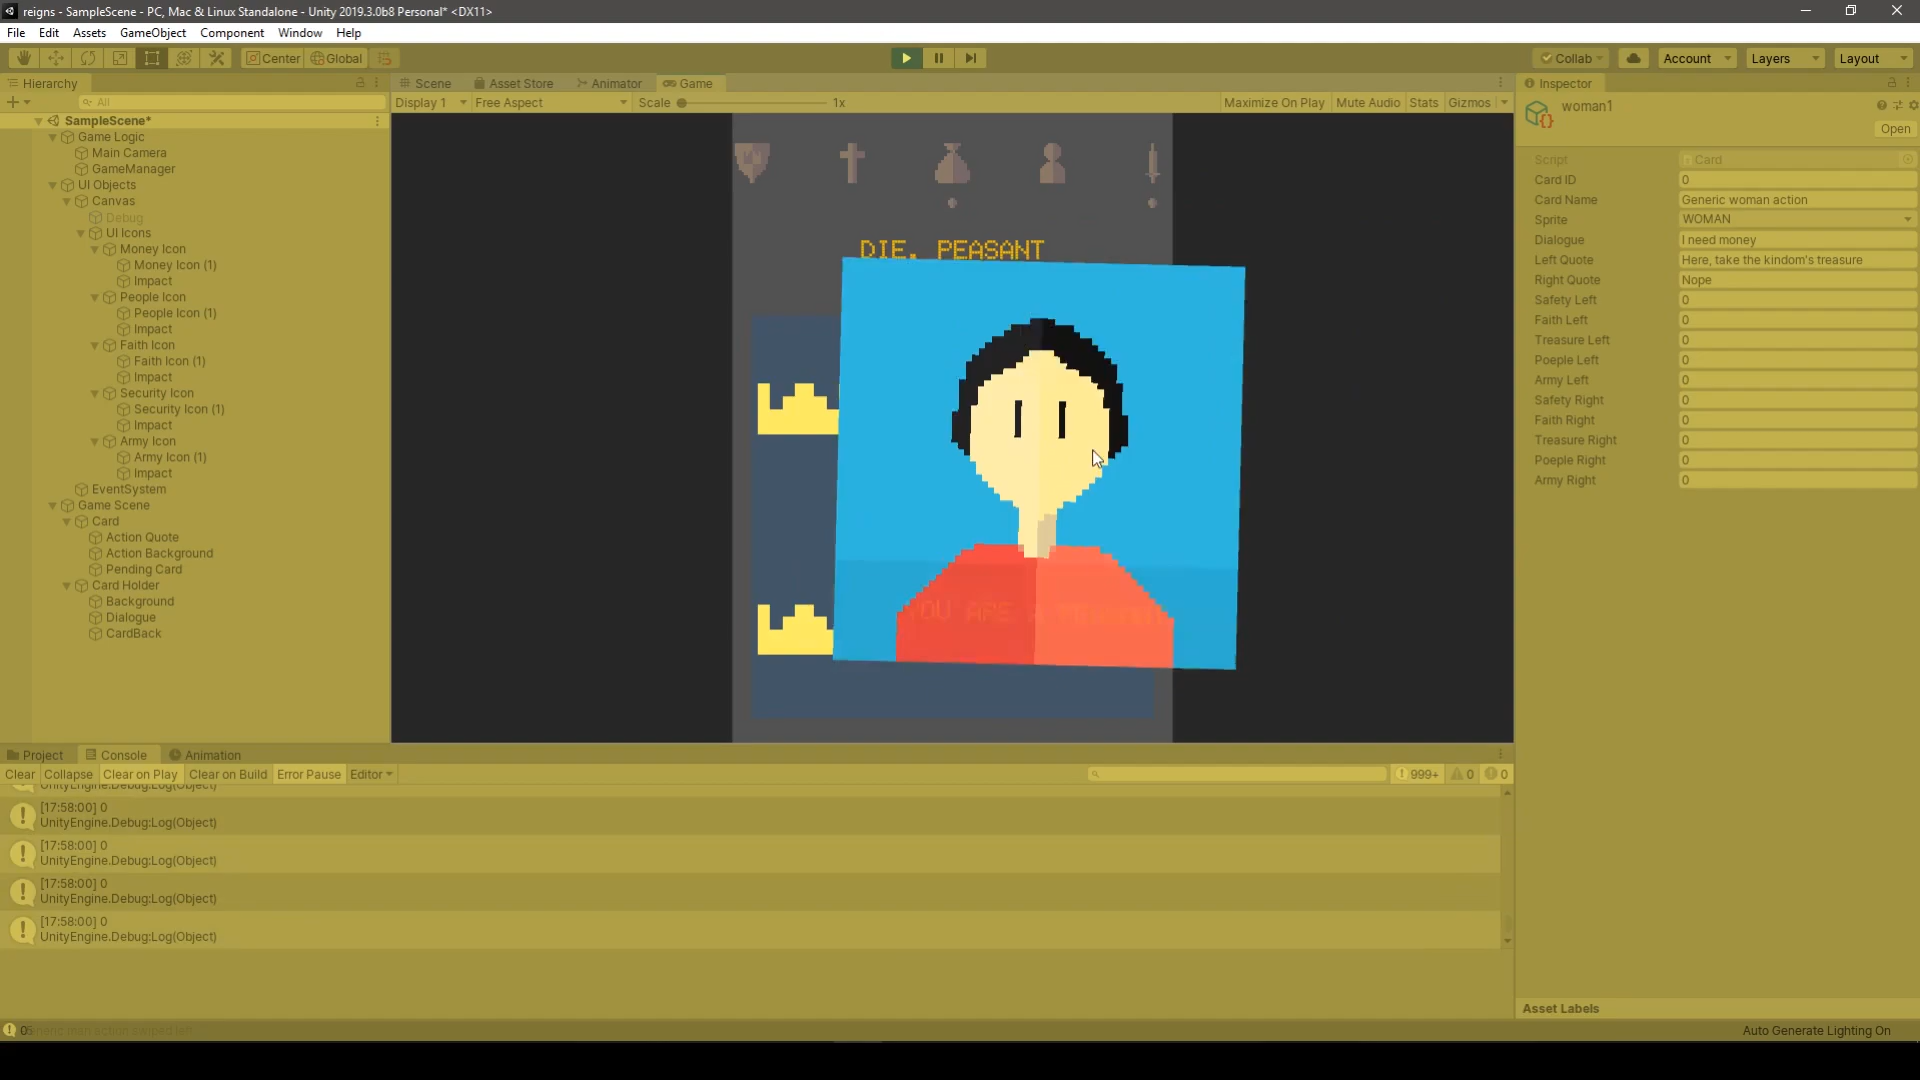 reigns - SampleScene - PC, Mac & Linux Standalone - Unity 2019.3.0b8 Personal* <DX11>
File Edit Assets GameObject Component Window Help
Center Global Collab Account Layers Layout
Hierarchy
All
SampleScene*
Game Logic
Main Camera
GameManager
UI Objects
Canvas
Debug
UI Icons
Money Icon
Money Icon (1)
Impact
People Icon
People Icon (1)
Impact
Faith Icon
Faith Icon (1)
Impact
Security Icon
Security Icon (1)
Impact
Army Icon
Army Icon (1)
Impact
EventSystem
Game Scene
Card
Action Quote
Action Background
Pending Card
Card Holder
Background
Dialogue
CardBack
Scene Asset Store Animator Game
Display 1 Free Aspect Scale 1x Maximize On Play Mute Audio Stats Gizmos
DIE, PEASANT
YOU ARE A
Inspector
woman1
Open
Script Card
Card ID 0
Card Name Generic woman action
Sprite WOMAN
Dialogue I need money
Left Quote Here, take the kindom's treasure
Right Quote Nope
Safety Left 0
Faith Left 0
Treasure Left 0
Poeple Left 0
Army Left 0
Safety Right 0
Faith Right 0
Treasure Right 0
Poeple Right 0
Army Right 0
Asset Labels
Project Console Animation
Clear Collapse Clear on Play Clear on Build Error Pause Editor 999+ 0 0
UnityEngine.Debug:Log(Object)
[17:58:00] 0
UnityEngine.Debug:Log(Object)
[17:58:00] 0
UnityEngine.Debug:Log(Object)
[17:58:00] 0
UnityEngine.Debug:Log(Object)
[17:58:00] 0
UnityEngine.Debug:Log(Object)
Auto Generate Lighting On